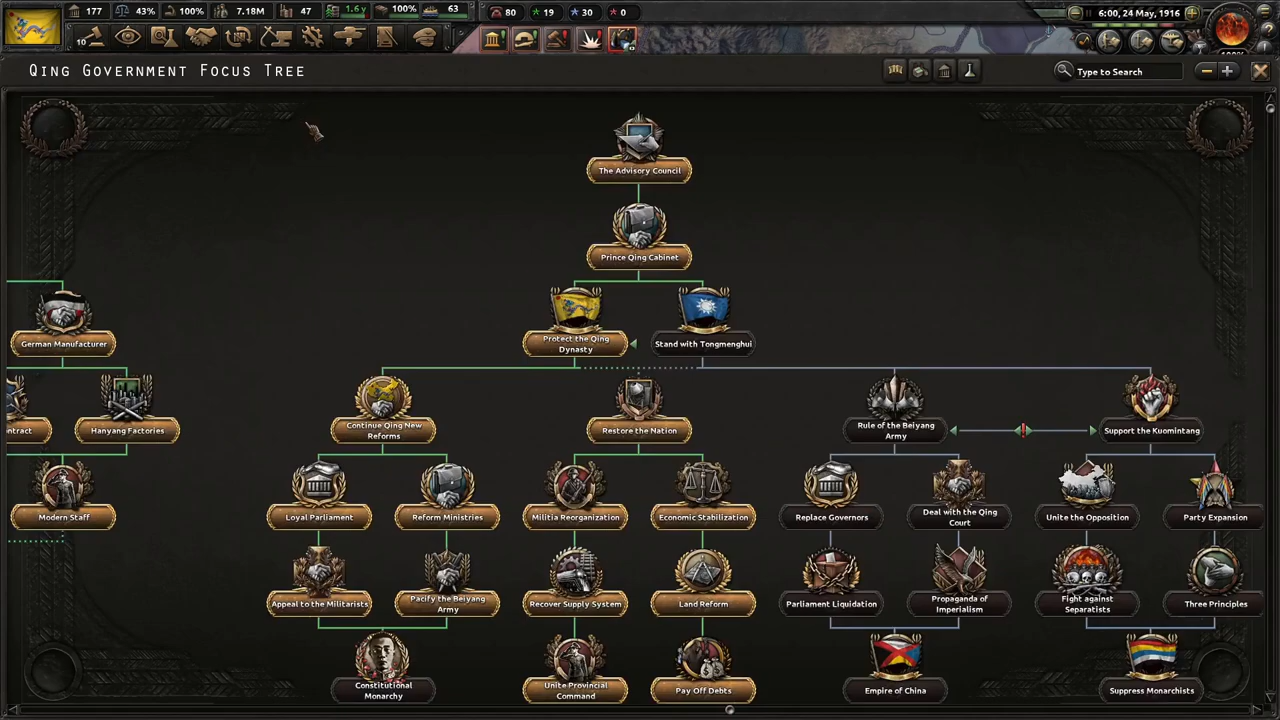 177 43% 100% 7.18M 47 1.6y 100% 63 80 19 30 0 6:00, 24 May, 1916
10
100%
Qing Government Focus Tree
Type to Search
The Advisory Council
Prince Qing Cabinet
German Manufacturer
Protect the Qing
Dynasty
Stand with Tongmenghui
ontract
Hanyang Factories
Continue Qing New
Reforms
Restore the Nation
Rule of the Beiyang
Army
Support the Kuomintang
Modern Staff
Loyal Parliament
Reform Ministries
Militia Reorganization
Economic Stabilization
Replace Governors
Deal with the Qing
Court
Unite the Opposition
Party Expansion
Appeal to the Militarists
Pacify the Beiyang
Army
Recover Supply System
Land Reform
Parliament Liquidation
Propaganda of
Imperialism
Fight against
Separatists
Three Principles
Constitutional
Monarchy
Unite Provincial
Command
Pay Off Debts
Empire of China
Suppress Monarchists